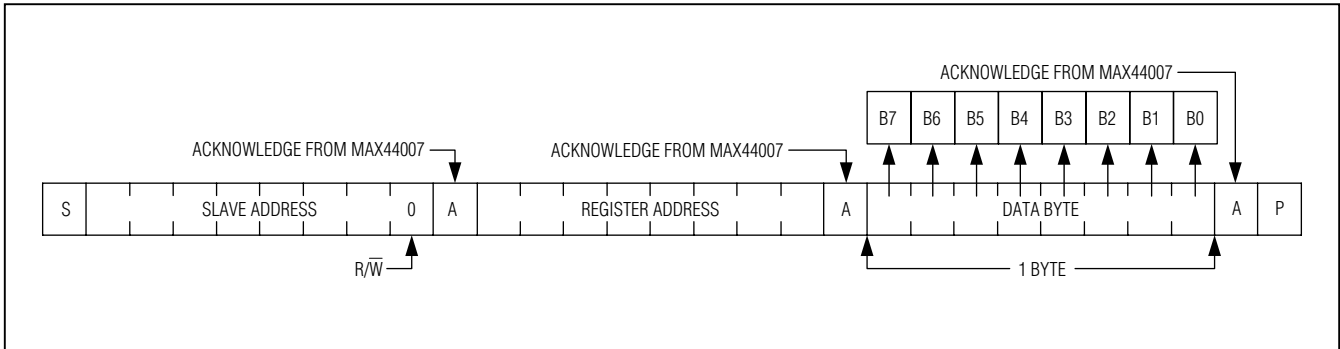 ACKNOWLEDGE FROM MAX44007
B7 B6 B5 B4 B3 B2 B1 B0
ACKNOWLEDGE FROM MAX44007 ACKNOWLEDGE FROM MAX44007
S SLAVE ADDRESS 0 A REGISTER ADDRESS A DATA BYTE A P
R/W̅ 1 BYTE